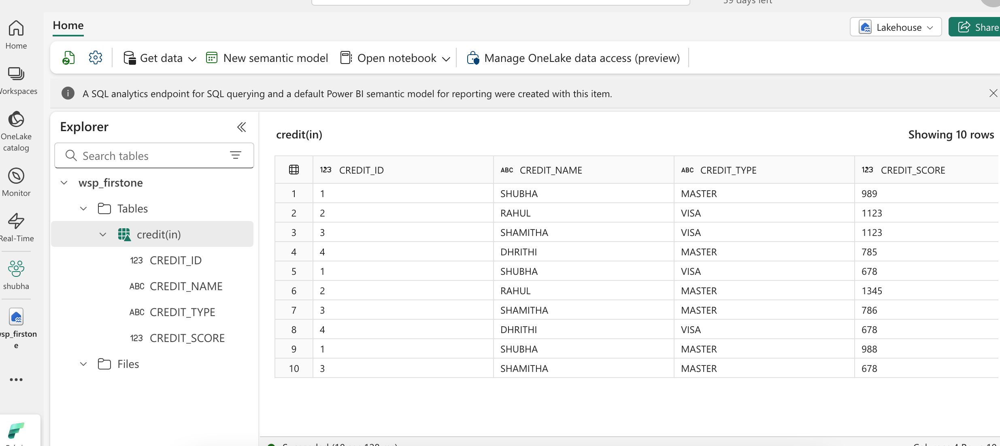 59 days left
Home
Lakehouse
Share
Home
Get data
New semantic model
Open notebook
Manage OneLake data access (preview)
Workspaces
A SQL analytics endpoint for SQL querying and a default Power BI semantic model for reporting were created with this item.
OneLake
catalog
Monitor
Real-Time
shubha
wsp_firston
e
Explorer
Search tables
wsp_firstone
Tables
credit(in)
123 CREDIT_ID
ABC CREDIT_NAME
ABC CREDIT_TYPE
123 CREDIT_SCORE
Files
credit(in)
Showing 10 rows
123 CREDIT_ID ABC CREDIT_NAME ABC CREDIT_TYPE 123 CREDIT_SCORE
1 1 SHUBHA MASTER 989
2 2 RAHUL VISA 1123
3 3 SHAMITHA VISA 1123
4 4 DHRITHI MASTER 785
5 1 SHUBHA VISA 678
6 2 RAHUL MASTER 1345
7 3 SHAMITHA MASTER 786
8 4 DHRITHI VISA 678
9 1 SHUBHA MASTER 988
10 3 SHAMITHA MASTER 678